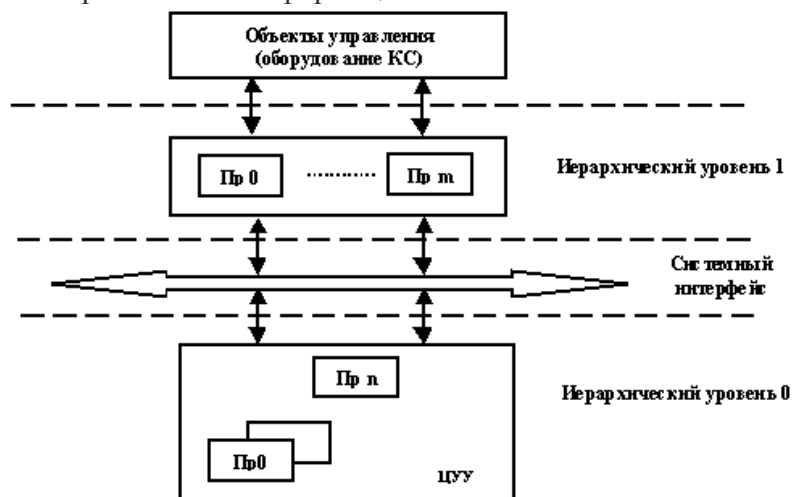 Объекты управления
(оборудование КС)
Пр 0 ............ Пр m
Иерархический уровень 1
Системный
интерфейс
Пр n
Иерархический уровень 0
Пр0
ЦУУ